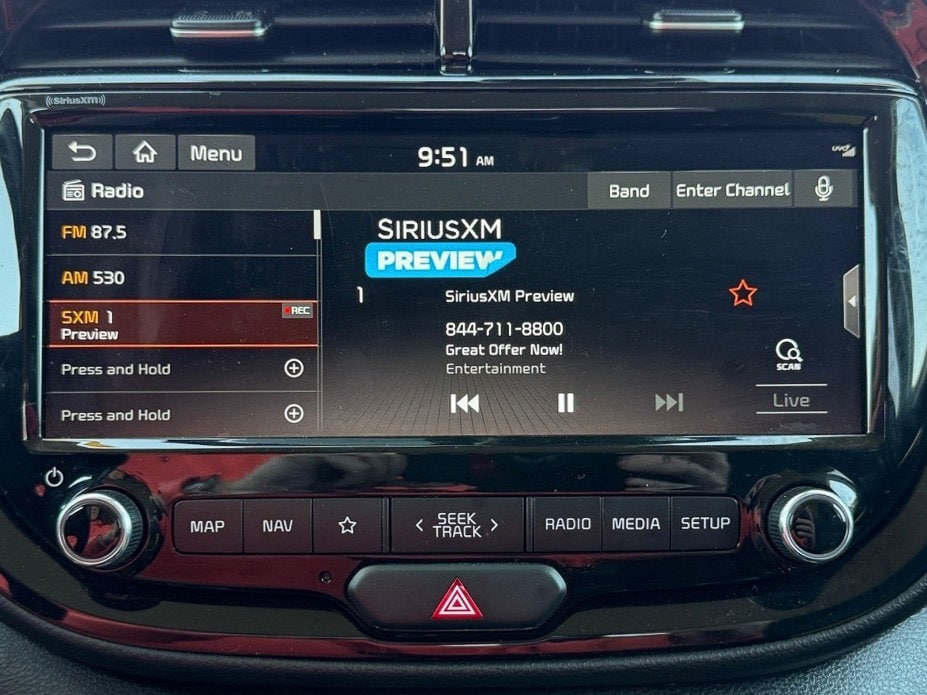 ((SiriusXM))
Menu
9:51 AM
UVO
Radio
Band
Enter Channel
FM 87.5
AM 530
SXM 1
REC
Preview
Press and Hold
Press and Hold
SIRIUSXM
PREVIEW
1
SiriusXM Preview
844-711-8800
Great Offer Now!
Entertainment
SCAN
Live
MAP
NAV
< SEEK >
TRACK
RADIO
MEDIA
SETUP